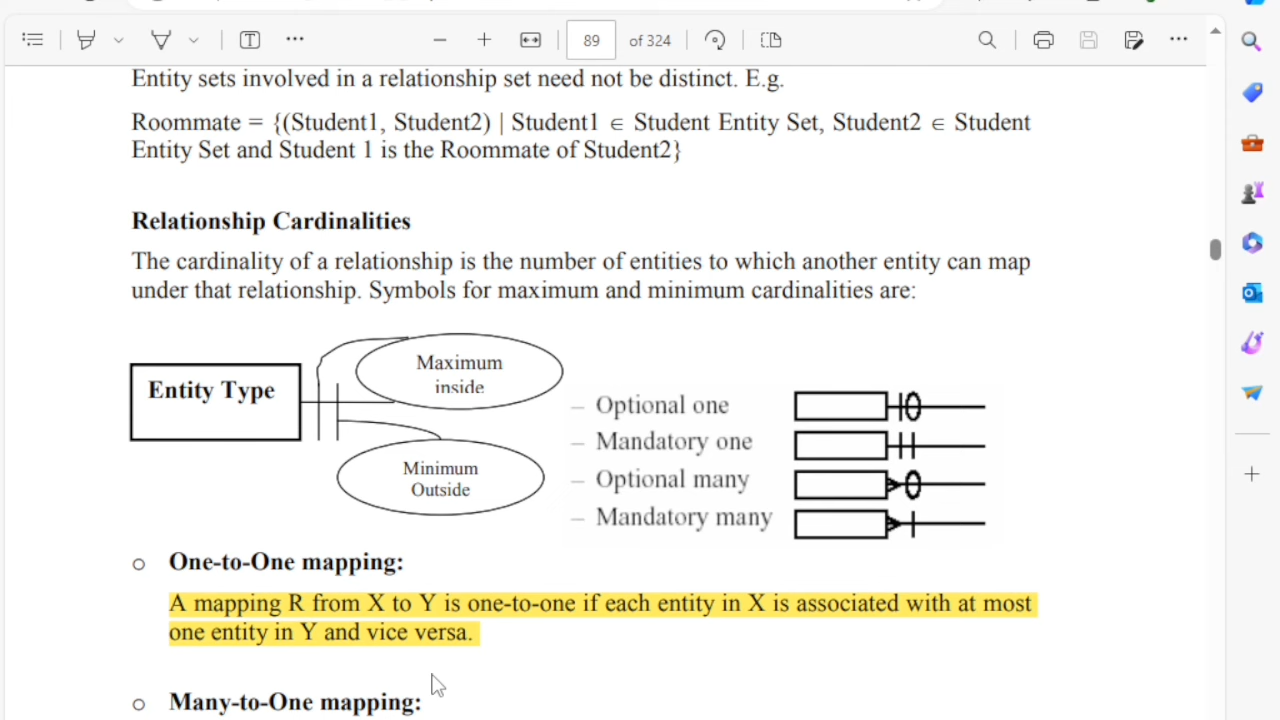 89 of 324
Entity sets involved in a relationship set need not be distinct. E.g.
Roommate = {(Student1, Student2) | Student1 ∈ Student Entity Set, Student2 ∈ Student
Entity Set and Student 1 is the Roommate of Student2}
Relationship Cardinalities
The cardinality of a relationship is the number of entities to which another entity can map
under that relationship. Symbols for maximum and minimum cardinalities are:
Entity Type
Maximum
inside
Minimum
Outside
– Optional one
– Mandatory one
– Optional many
– Mandatory many
o One-to-One mapping:
A mapping R from X to Y is one-to-one if each entity in X is associated with at most
one entity in Y and vice versa.
o Many-to-One mapping: